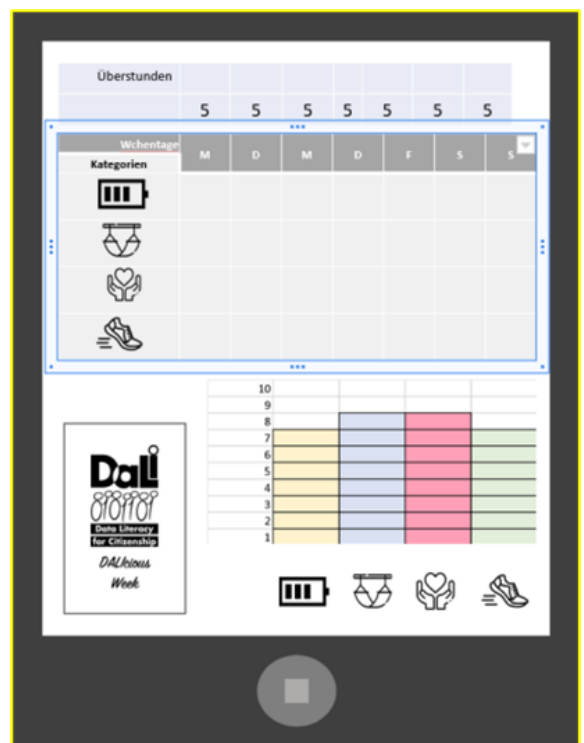 Überstunden
5 5 5 5 5 5 5
Wchentage M D M D F S S
Kategorien
10
9
8
7
6
5
4
3
2
1
DaLi
0101101
Data Literacy
for Citizenship
DALIcious
Week